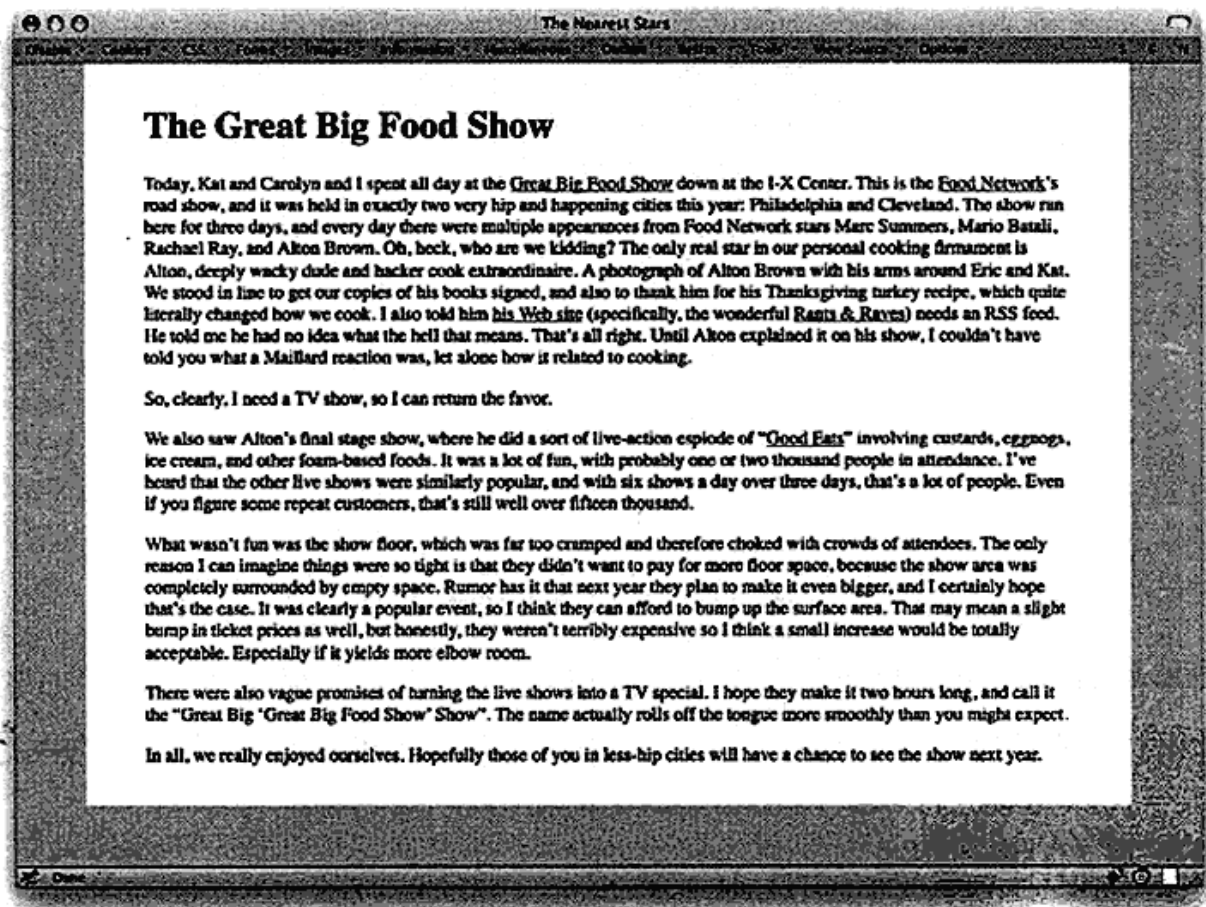 The Nearest Stars
Editable Cookies CSS Forms Images Information Miscellaneous Outline Resize Tools View Source Options
The Great Big Food Show
Today, Kat and Carolyn and I spent all day at the Great Big Food Show down at the I-X Center. This is the Food Network's
road show, and it was held in exactly two very hip and happening cities this year: Philadelphia and Cleveland. The show ran
here for three days, and every day there were multiple appearances from Food Network stars Marc Summers, Mario Batali,
Rachael Ray, and Alton Brown. Oh, heck, who are we kidding? The only real star in our personal cooking firmament is
Alton, deeply wacky dude and hacker cook extraordinaire. A photograph of Alton Brown with his arms around Eric and Kat.
We stood in line to get our copies of his books signed, and also to thank him for his Thanksgiving turkey recipe, which quite
literally changed how we cook. I also told him his Web site (specifically, the wonderful Rants & Raves) needs an RSS feed.
He told me he had no idea what the hell that means. That's all right. Until Alton explained it on his show, I couldn't have
told you what a Maillard reaction was, let alone how it related to cooking.
So, clearly, I need a TV show, so I can return the favor.
We also saw Alton's final stage show, where he did a sort of live-action espiode of "Good Eats" involving custards, eggnogs,
ice cream, and other foam-based foods. It was a lot of fun, with probably one or two thousand people in attendance. I've
heard that the other live shows were similarly popular, and with six shows a day over three days, that's a lot of people. Even
if you figure some repeat customers, that's still well over fifteen thousand.
What wasn't fun was the show floor, which was far too cramped and therefore choked with crowds of attendees. The only
reason I can imagine things were so tight is that they didn't want to pay for more floor space, because the show area was
completely surrounded by empty space. Rumor has it that next year they plan to make it even bigger, and I certainly hope
that's the case. It was clearly a popular event, so I think they can afford to bump up the surface area. That may mean a slight
bump in ticket prices as well, but honestly, they weren't terribly expensive so I think a small increase would be totally
acceptable. Especially if it yields more elbow room.
There were also vague promises of turning the live shows into a TV special. I hope they make it two hours long, and call it
the "Great Big 'Great Big Food Show' Show". The name actually rolls off the tongue more smoothly than you might expect.
In all, we really enjoyed ourselves. Hopefully those of you in less-hip cities will have a chance to see the show next year.
Done